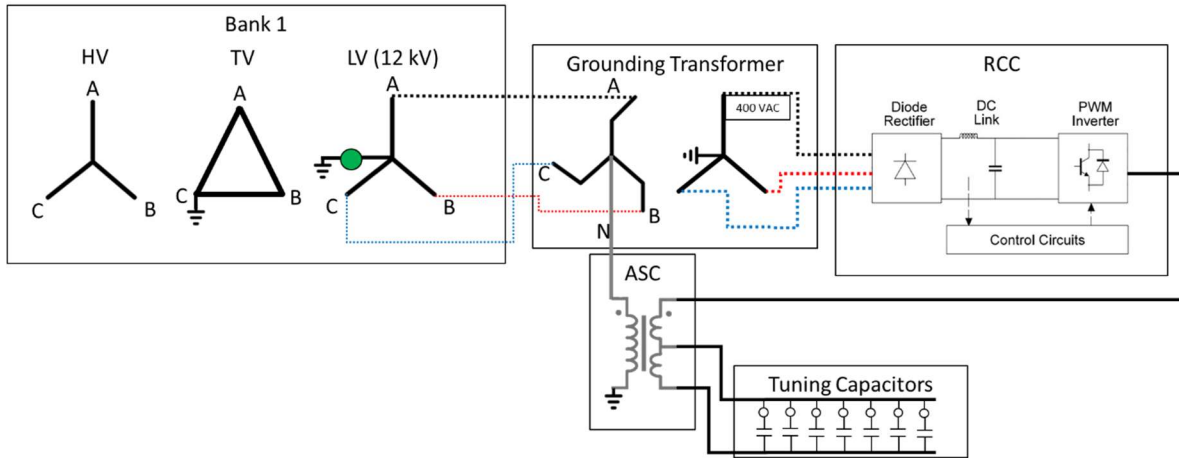 Bank 1
HV
TV
LV (12 kV)
A
C
B
A
C
B
A
C
B
Grounding Transformer
A
C
B
N
400 VAC
RCC
Diode
Rectifier
DC
Link
PWM
Inverter
Control Circuits
ASC
Tuning Capacitors